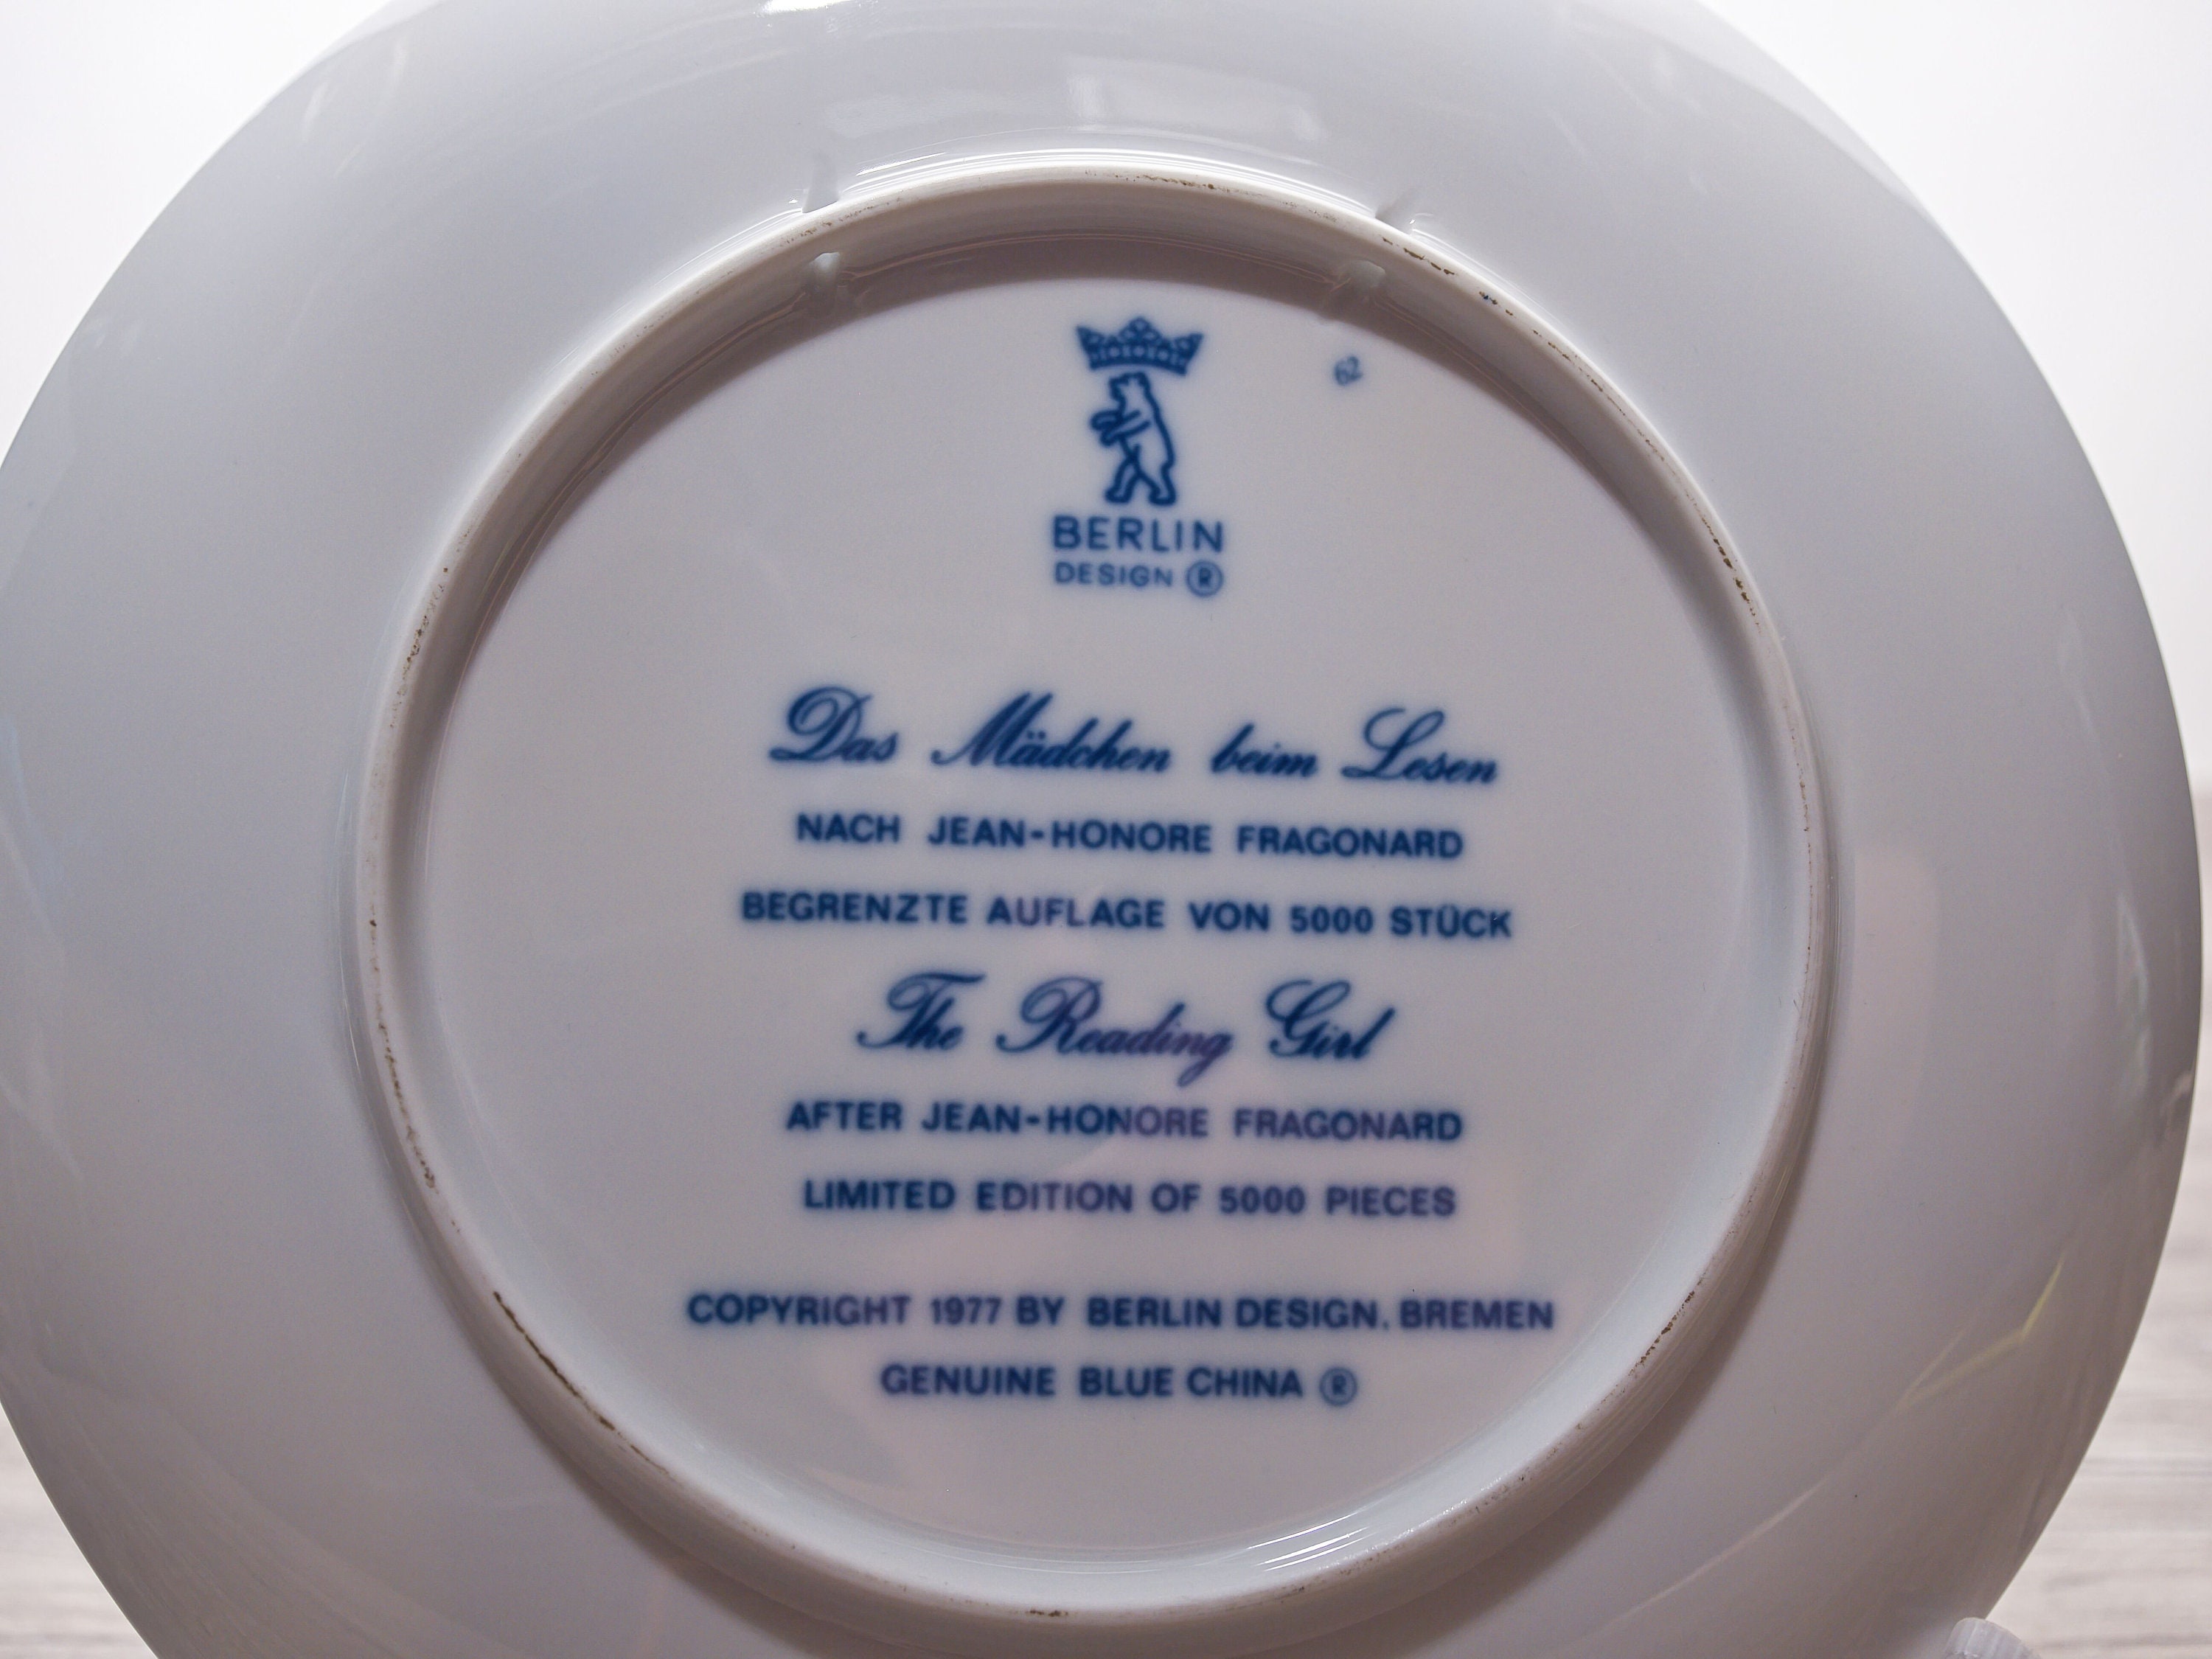 62
BERLIN
DESIGN ®
Das Mädchen beim Lesen
NACH JEAN-HONORE FRAGONARD
BEGRENZTE AUFLAGE VON 5000 STÜCK
The Reading Girl
AFTER JEAN-HONORE FRAGONARD
LIMITED EDITION OF 5000 PIECES
COPYRIGHT 1977 BY BERLIN DESIGN. BREMEN
GENUINE BLUE CHINA ®